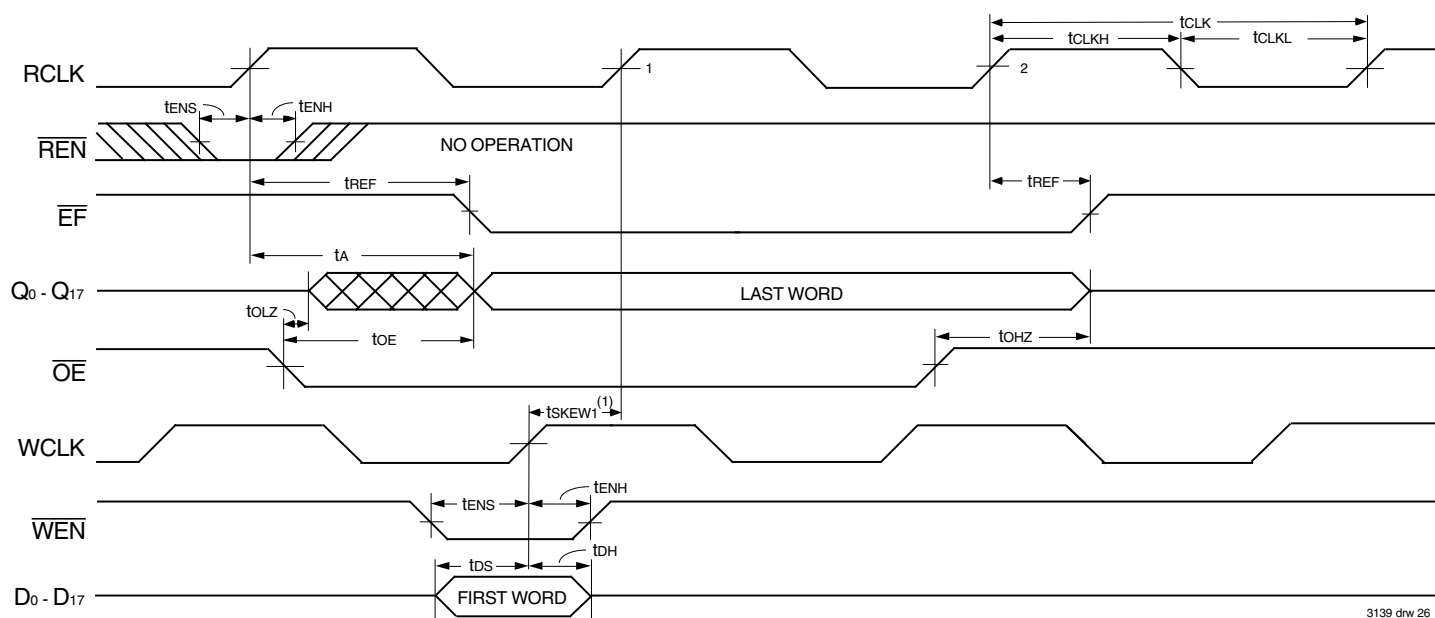 tCLK
tCLKH tCLKL
RCLK 1 2
tENS tENH
REN NO OPERATION
tREF tREF
EF
tA
Q0 - Q17 LAST WORD
tOLZ tOE tOHZ
OE
tSKEW1(1)
WCLK
tENS tENH
WEN
tDS tDH
D0 - D17 FIRST WORD
3139 drw 26